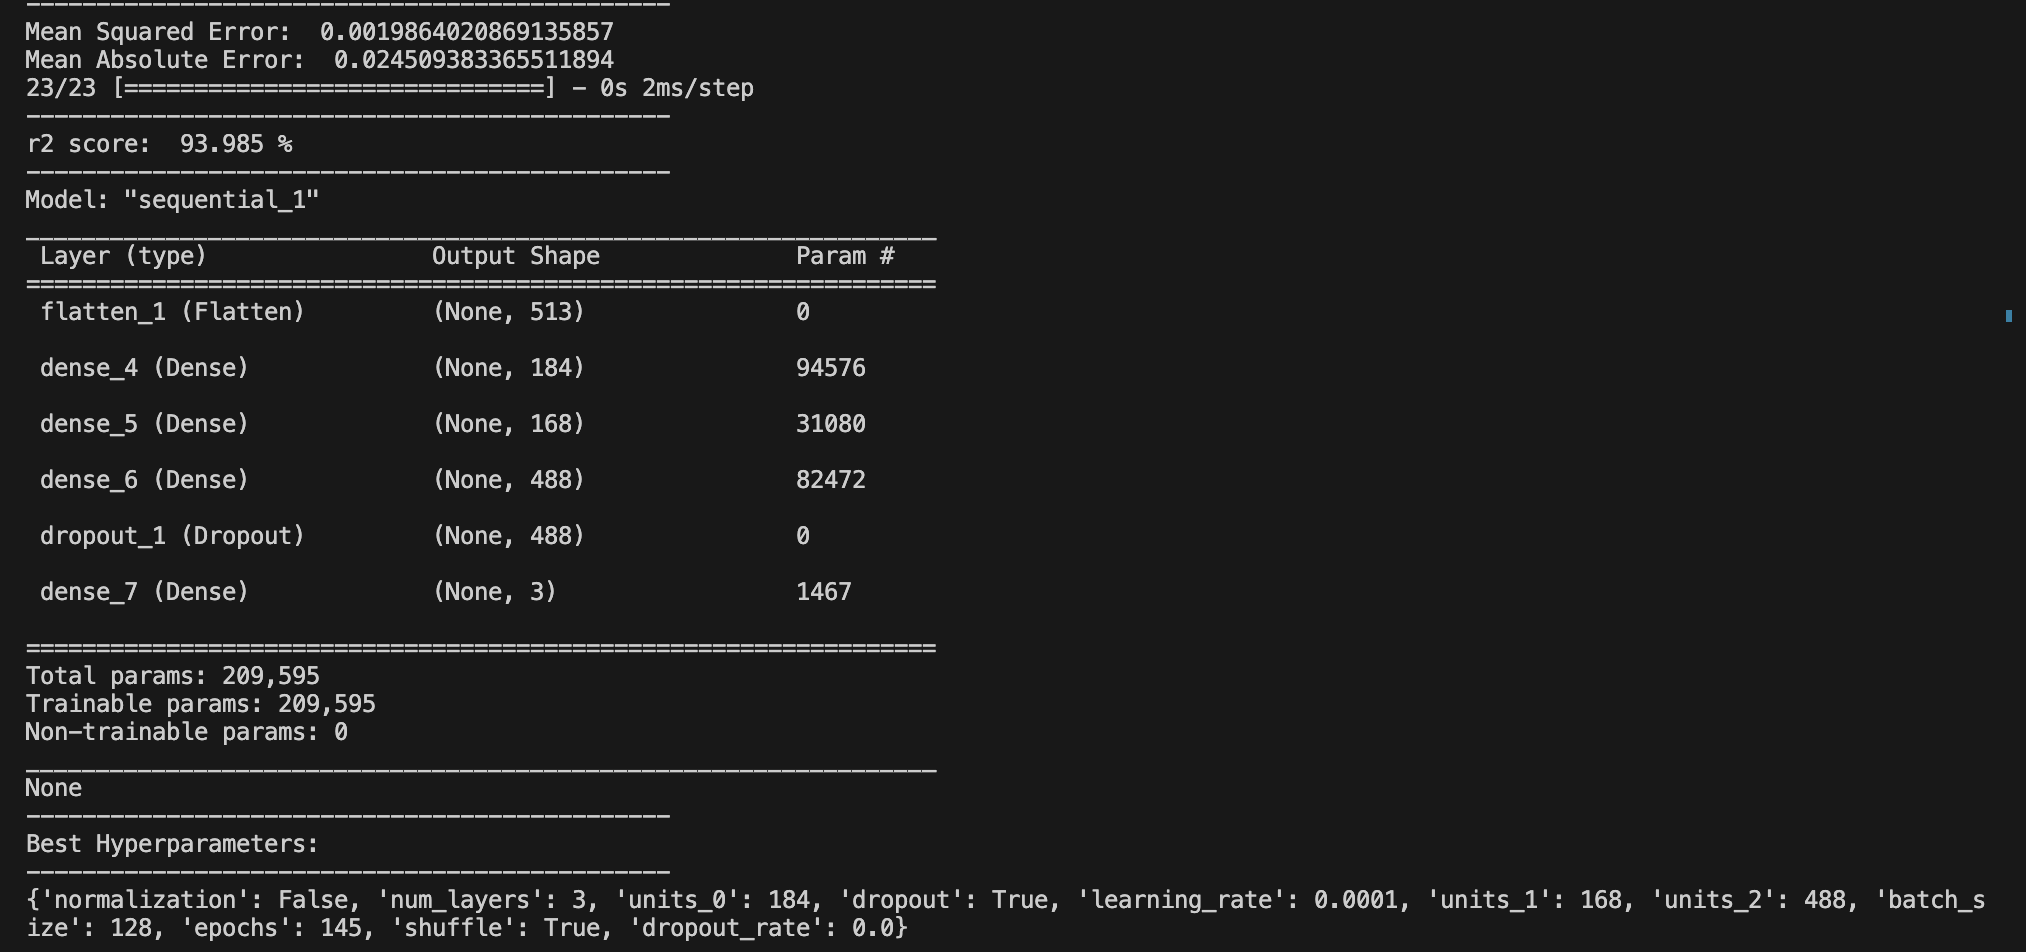 ---------------------------------------------- 
Mean Squared Error:  0.0019864020869135857
Mean Absolute Error:  0.024509383365511894
23/23 [==============================] - 0s 2ms/step
----------------------------------------------
r2 score:  93.985 %
----------------------------------------------
Model: "sequential_1"
_________________________________________________________________
 Layer (type)                Output Shape              Param #
=================================================================
 flatten_1 (Flatten)         (None, 513)               0
 dense_4 (Dense)             (None, 184)               94576
 dense_5 (Dense)             (None, 168)               31080
 dense_6 (Dense)             (None, 488)               82472
 dropout_1 (Dropout)         (None, 488)               0
 dense_7 (Dense)             (None, 3)                 1467
=================================================================
Total params: 209,595
Trainable params: 209,595
Non-trainable params: 0
_________________________________________________________________
None
----------------------------------------------
Best Hyperparameters:
----------------------------------------------
{'normalization': False, 'num_layers': 3, 'units_0': 184, 'dropout': True, 'learning_rate': 0.0001, 'units_1': 168, 'units_2': 488, 'batch_s
ize': 128, 'epochs': 145, 'shuffle': True, 'dropout_rate': 0.0}